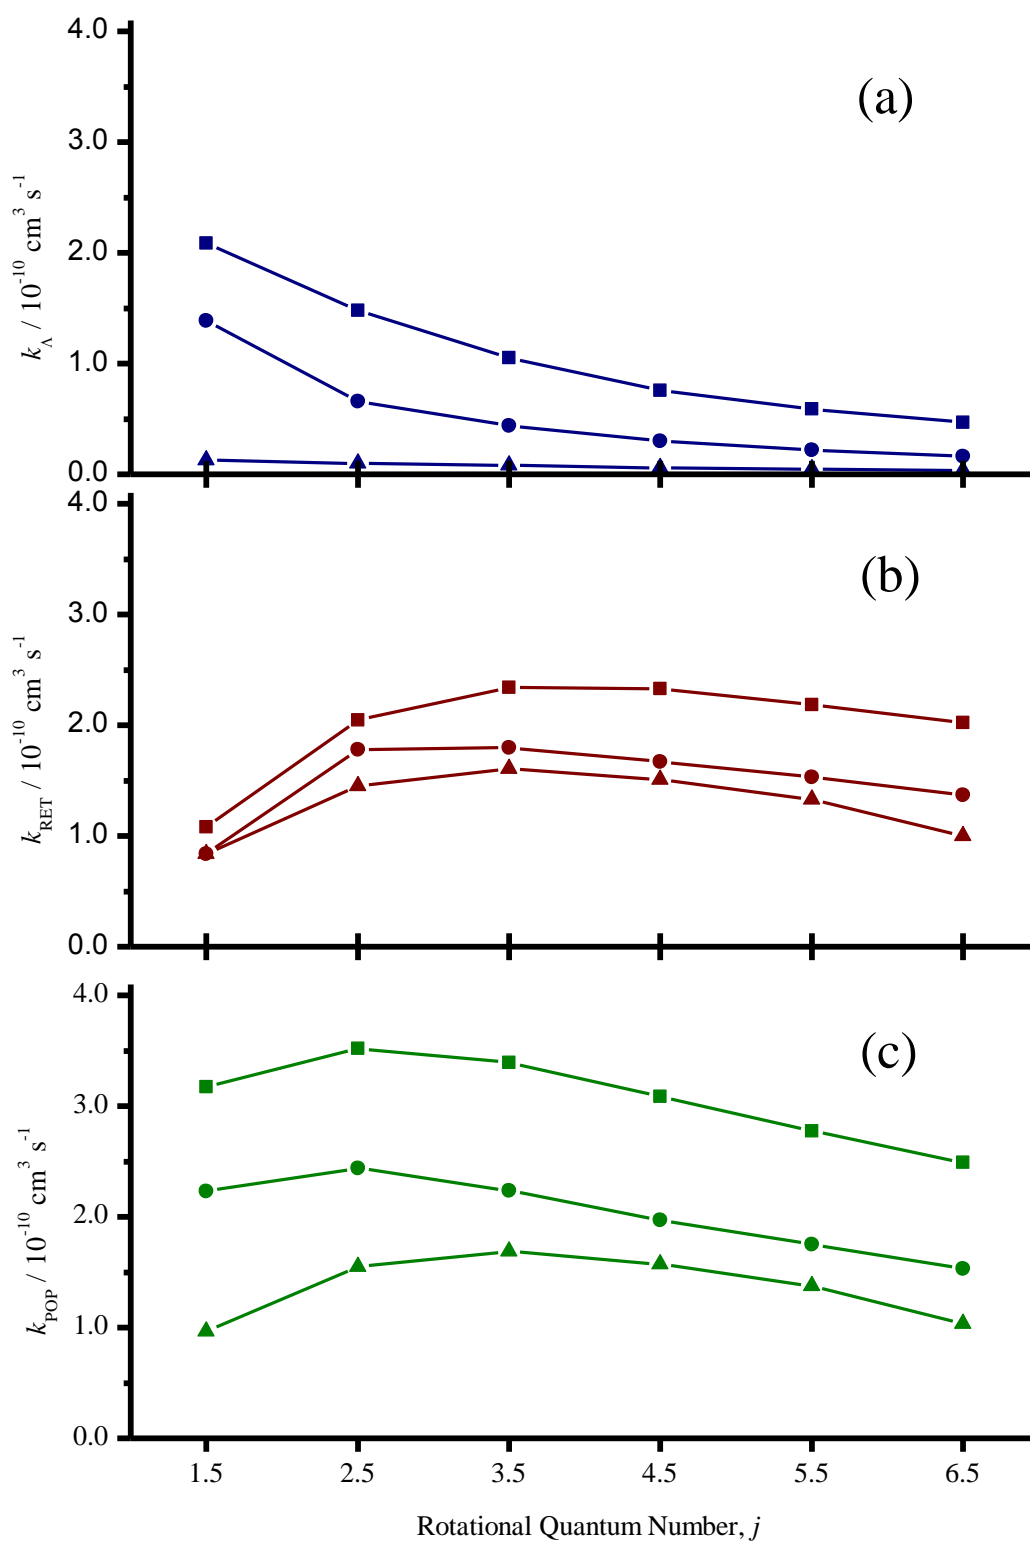 4.0
(a)
3.0
2.0
1.0
0.0
k_Λ / 10^-10 cm^3 s^-1
4.0
(b)
3.0
2.0
1.0
0.0
k_RET / 10^-10 cm^3 s^-1
4.0
(c)
3.0
2.0
1.0
0.0
k_POP / 10^-10 cm^3 s^-1
1.5 2.5 3.5 4.5 5.5 6.5
Rotational Quantum Number, j